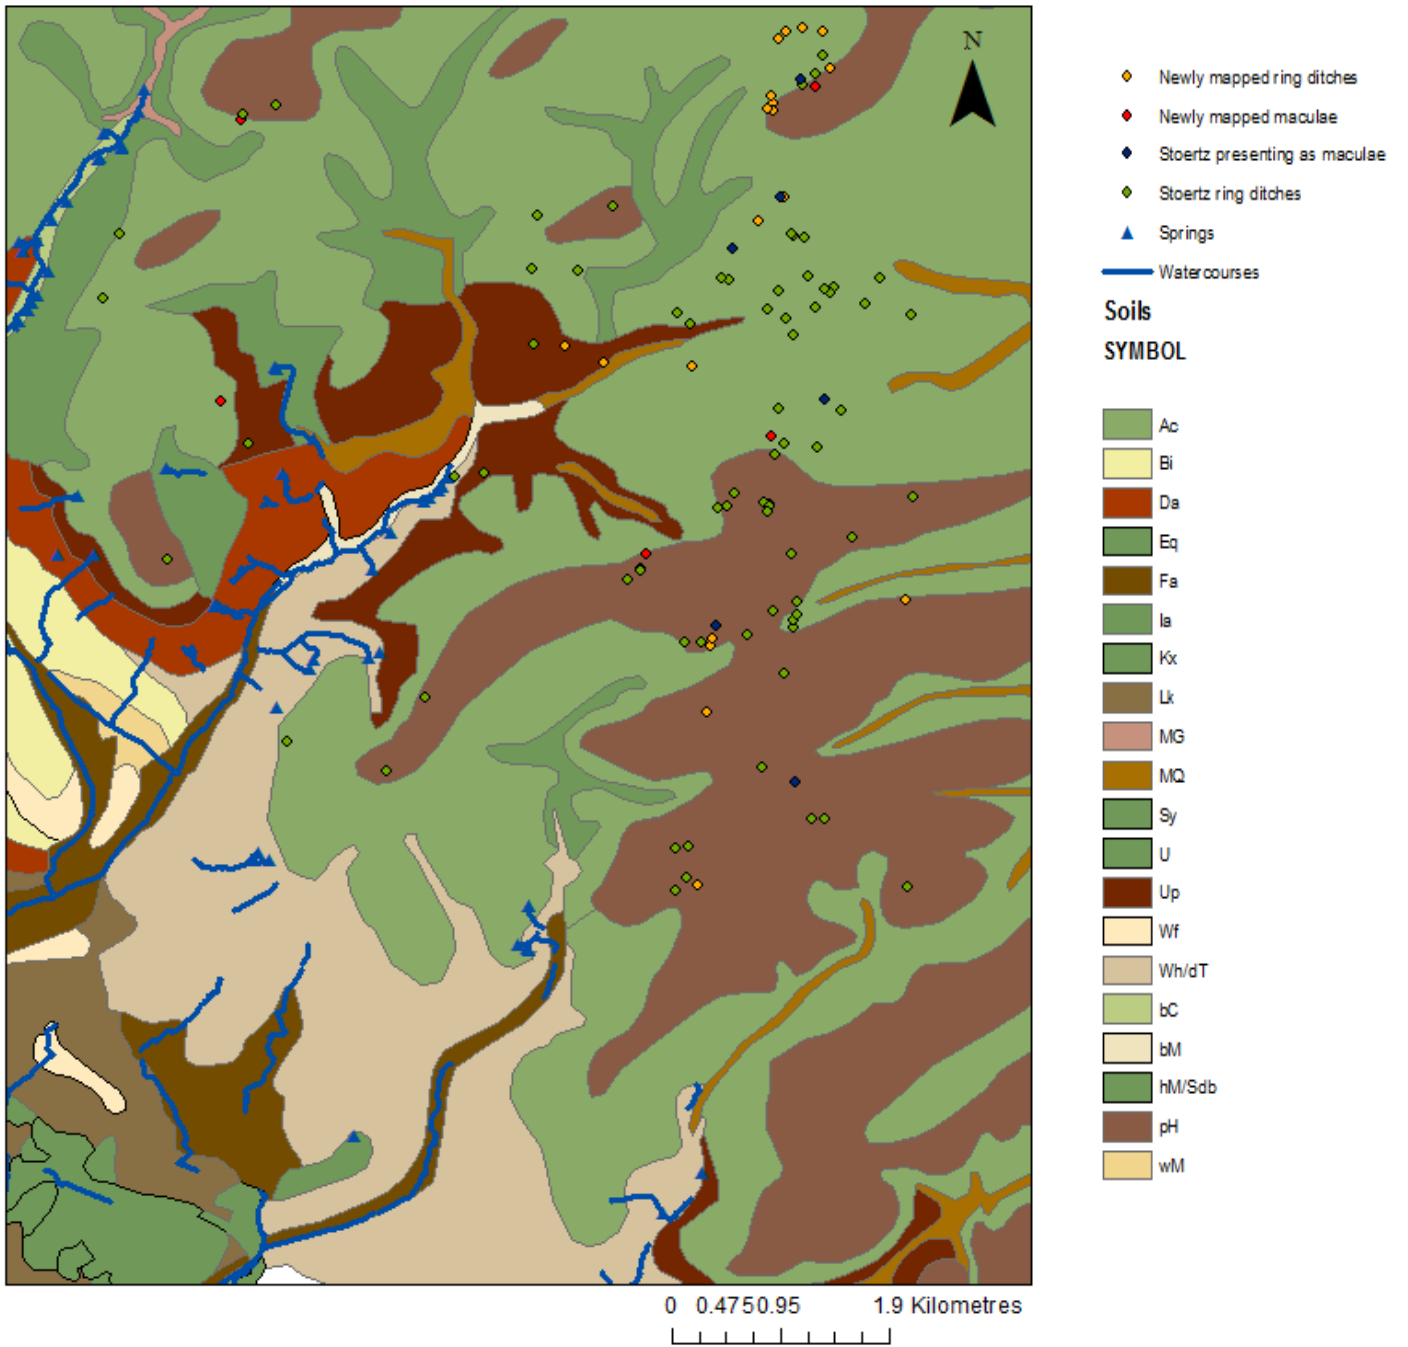 N
Newly mapped ring ditches
Newly mapped maculae
Stoertz presenting as maculae
Stoertz ring ditches
Springs
Watercourses
Soils
SYMBOL
Ac
Bi
Da
Eq
Fa
Ia
Kx
Lk
MG
MQ
Sy
U
Up
Wf
Wh/dT
bC
bM
hM/Sdb
pH
wM
0 0.475 0.95 1.9 Kilometres